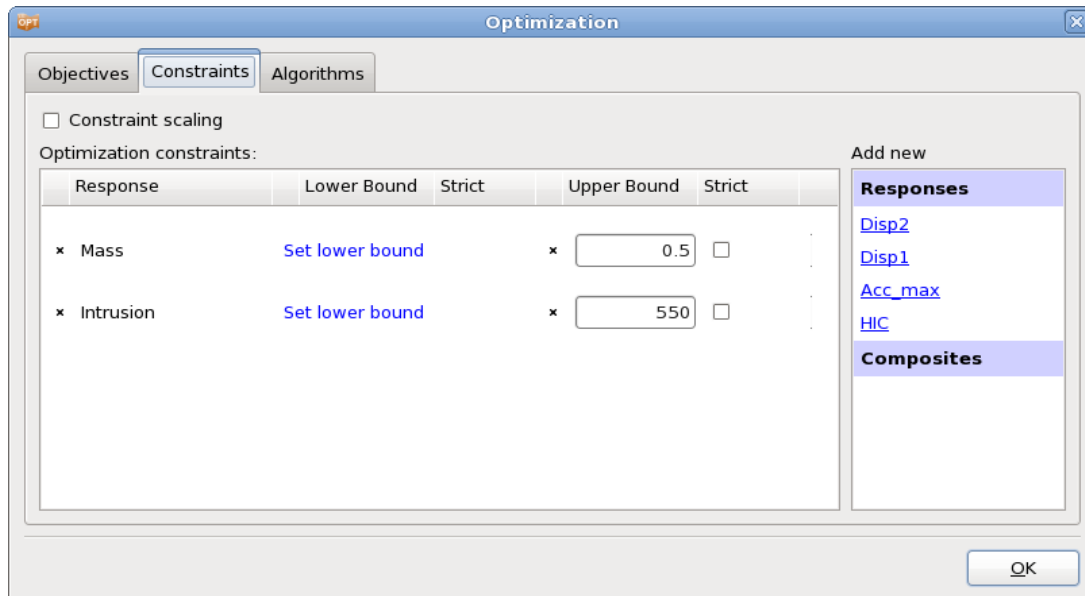 OPT Optimization
Objectives Constraints Algorithms
Constraint scaling
Optimization constraints: Add new
Response Lower Bound Strict Upper Bound Strict Responses
Disp2
Mass Set lower bound 0.5
Disp1
Acc_max
Intrusion Set lower bound 550
HIC
Composites
OK